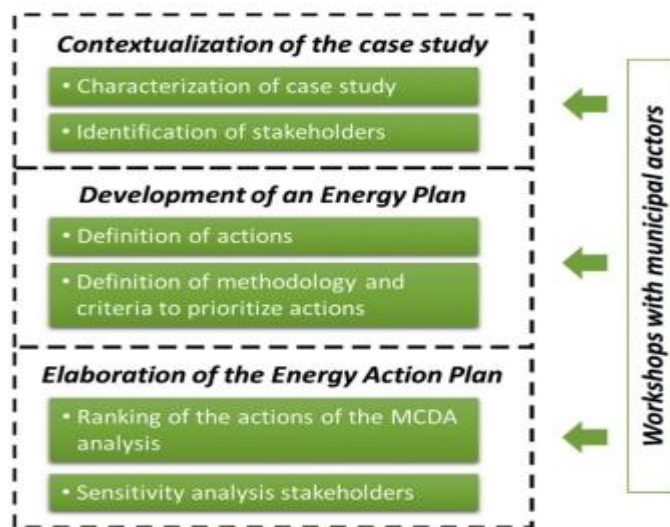 Contextualization of the case study
• Characterization of case study
• Identification of stakeholders
Development of an Energy Plan
• Definition of actions
• Definition of methodology and
criteria to prioritize actions
Elaboration of the Energy Action Plan
• Ranking of the actions of the MCDA
analysis
• Sensitivity analysis stakeholders
Workshops with municipal actors